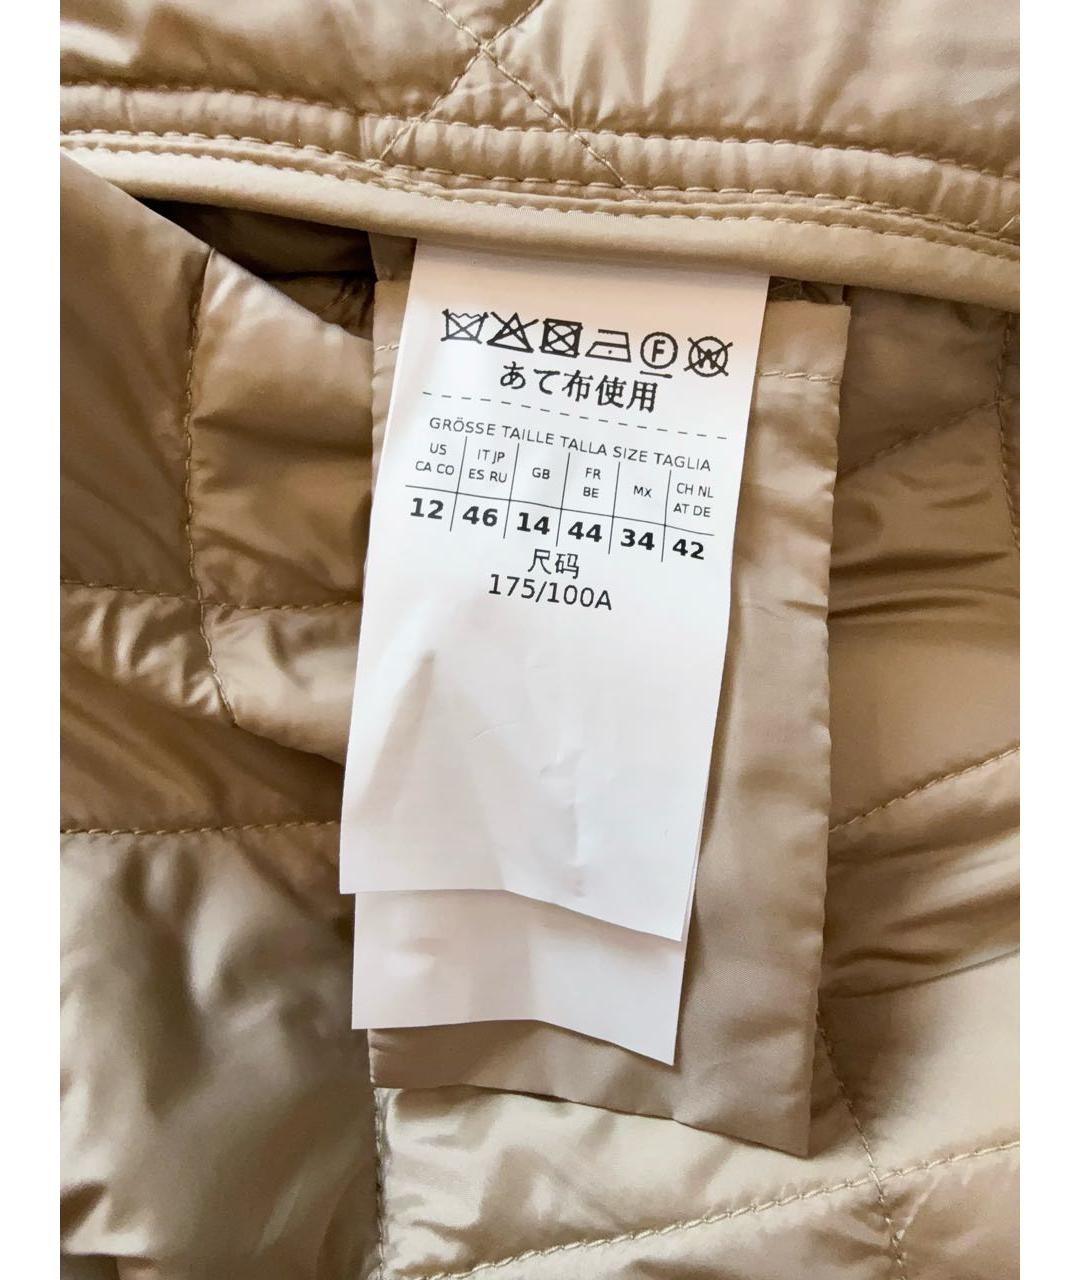 F W
あて布使用
GRÖSSE TAILLE TALLA SIZE TAGLIA
US CA CO IT JP ES RU GB FR BE MX CH NL AT DE
12 46 14 44 34 42
尺码
175/100A